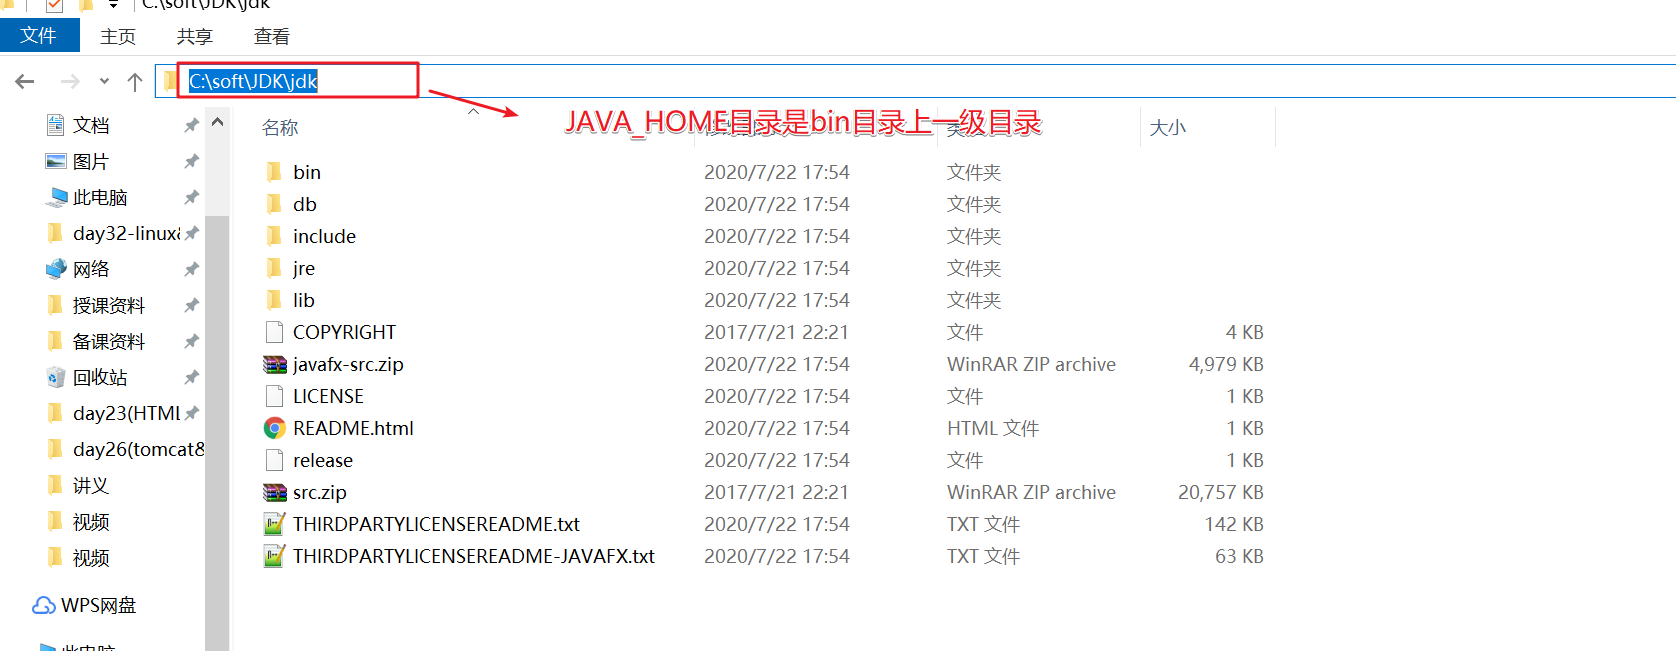 C:\soft\JDK\jdk
文件 主页 共享 查看
C:\soft\JDK\jdk
JAVA_HOME目录是bin目录上一级目录
名称 大小
文档
图片
此电脑
day32-linux&
网络
授课资料
备课资料
回收站
day23(HTML
day26(tomcat&
讲义
视频
视频
WPS网盘
此电脑
bin 2020/7/22 17:54 文件夹
db 2020/7/22 17:54 文件夹
include 2020/7/22 17:54 文件夹
jre 2020/7/22 17:54 文件夹
lib 2020/7/22 17:54 文件夹
COPYRIGHT 2017/7/21 22:21 文件 4 KB
javafx-src.zip 2020/7/22 17:54 WinRAR ZIP archive 4,979 KB
LICENSE 2020/7/22 17:54 文件 1 KB
README.html 2020/7/22 17:54 HTML 文件 1 KB
release 2020/7/22 17:54 文件 1 KB
src.zip 2017/7/21 22:21 WinRAR ZIP archive 20,757 KB
THIRDPARTYLICENSEREADME.txt 2020/7/22 17:54 TXT 文件 142 KB
THIRDPARTYLICENSEREADME-JAVAFX.txt 2020/7/22 17:54 TXT 文件 63 KB